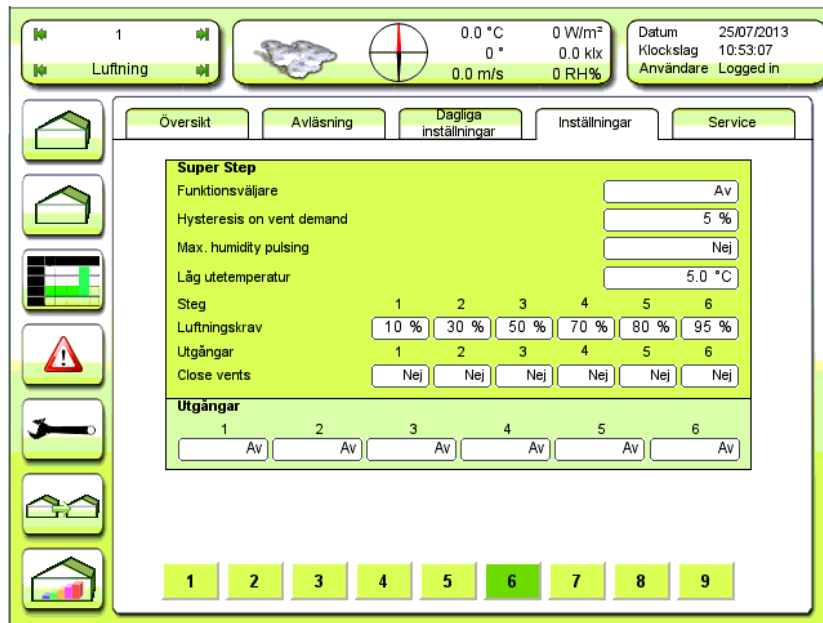 1
Luftning
0.0 °C 0 W/m²
0 ° 0.0 klx
0.0 m/s 0 RH%
Datum 25/07/2013
Klockslag 10:53:07
Användare Logged in
Översikt Avläsning Dagliga inställningar Inställningar Service
Super Step
Funktionsväljare Av
Hysteresis on vent demand 5 %
Max. humidity pulsing Nej
Låg utetemperatur 5.0 °C
Steg 1 2 3 4 5 6
Luftningskrav 10 % 30 % 50 % 70 % 80 % 95 %
Utgångar 1 2 3 4 5 6
Close vents Nej Nej Nej Nej Nej Nej
Utgångar
1 2 3 4 5 6
Av Av Av Av Av Av
1 2 3 4 5 6 7 8 9